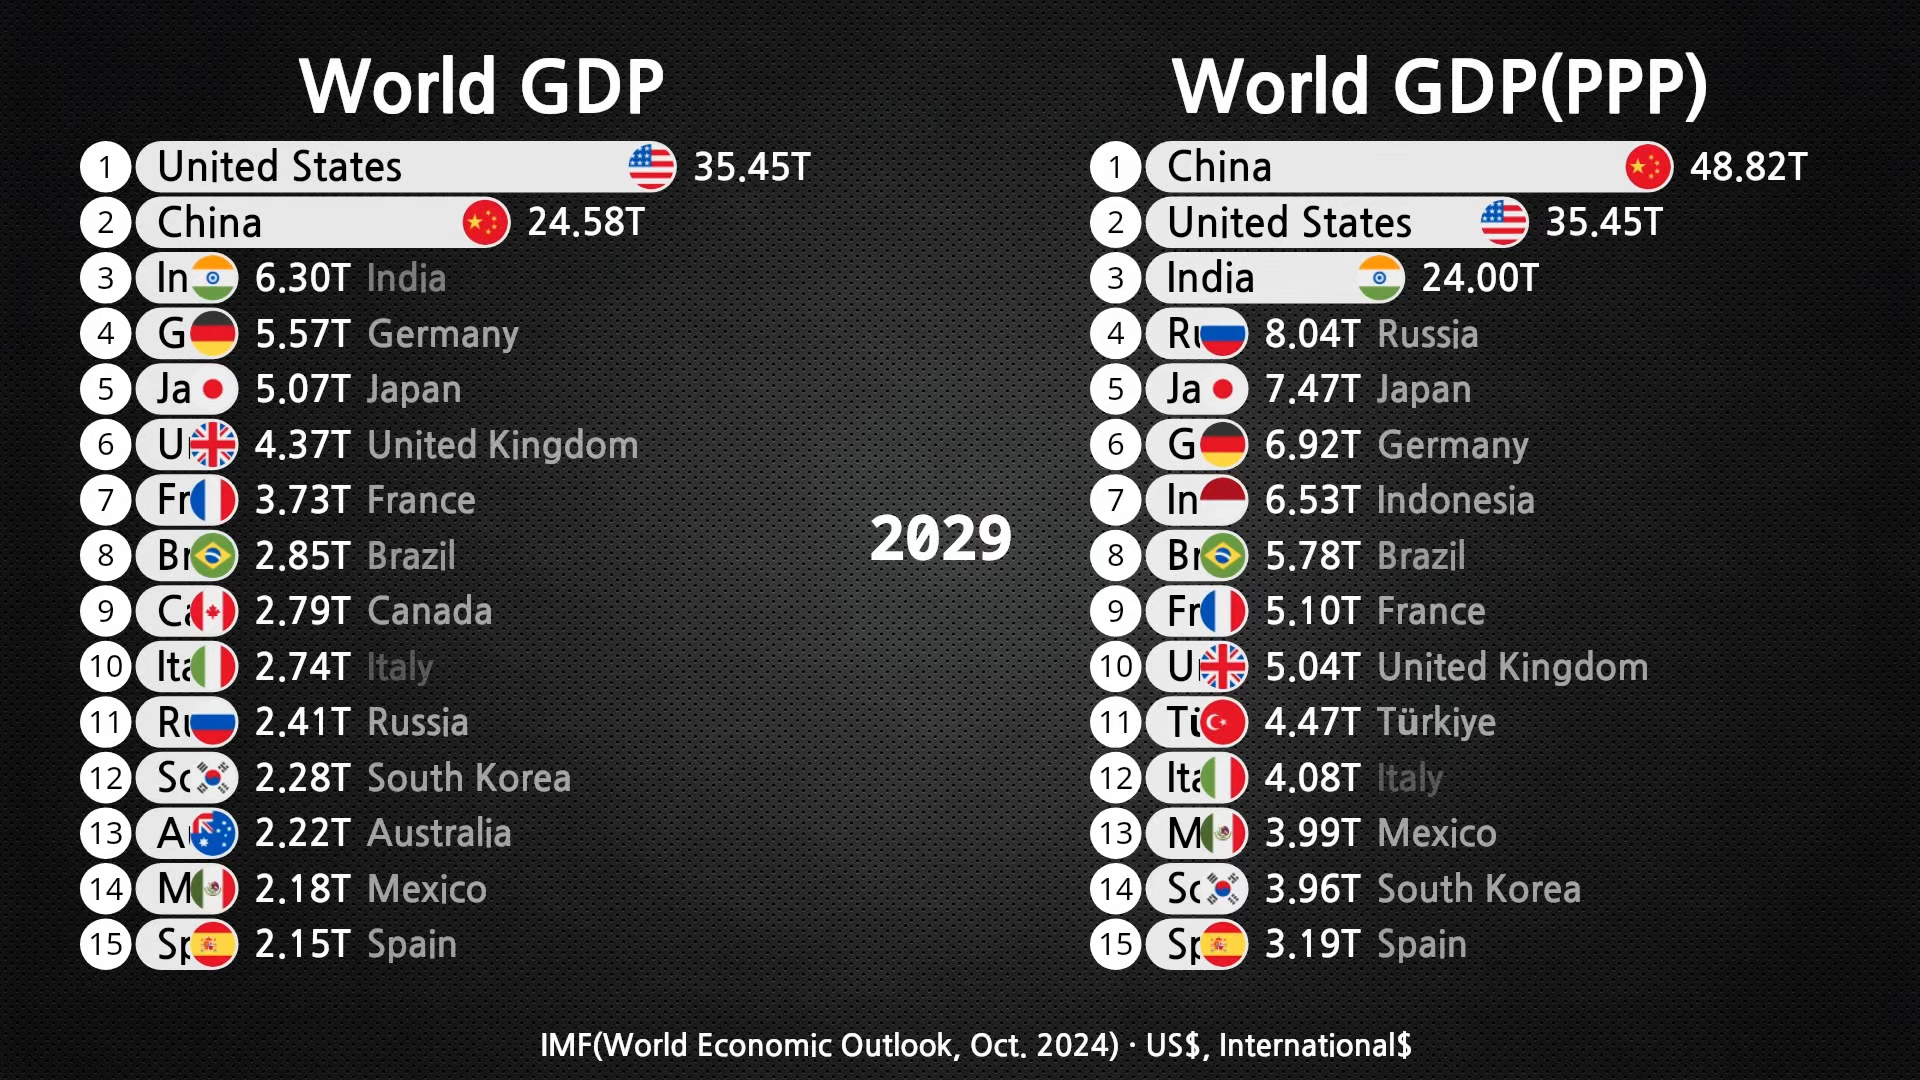 World GDP
1 United States 35.45T
2 China 24.58T
3 In 6.30T India
4 G 5.57T Germany
5 Ja 5.07T Japan
6 U 4.37T United Kingdom
7 Fr 3.73T France
8 Br 2.85T Brazil
9 Ca 2.79T Canada
10 Ita 2.74T Italy
11 Ru 2.41T Russia
12 So 2.28T South Korea
13 A 2.22T Australia
14 M 2.18T Mexico
15 Sp 2.15T Spain
2029
World GDP(PPP)
1 China 48.82T
2 United States 35.45T
3 India 24.00T
4 Ru 8.04T Russia
5 Ja 7.47T Japan
6 G 6.92T Germany
7 In 6.53T Indonesia
8 Br 5.78T Brazil
9 Fr 5.10T France
10 U 5.04T United Kingdom
11 Tü 4.47T Türkiye
12 Ita 4.08T Italy
13 M 3.99T Mexico
14 So 3.96T South Korea
15 Sp 3.19T Spain
IMF(World Economic Outlook, Oct. 2024) · US$, International$